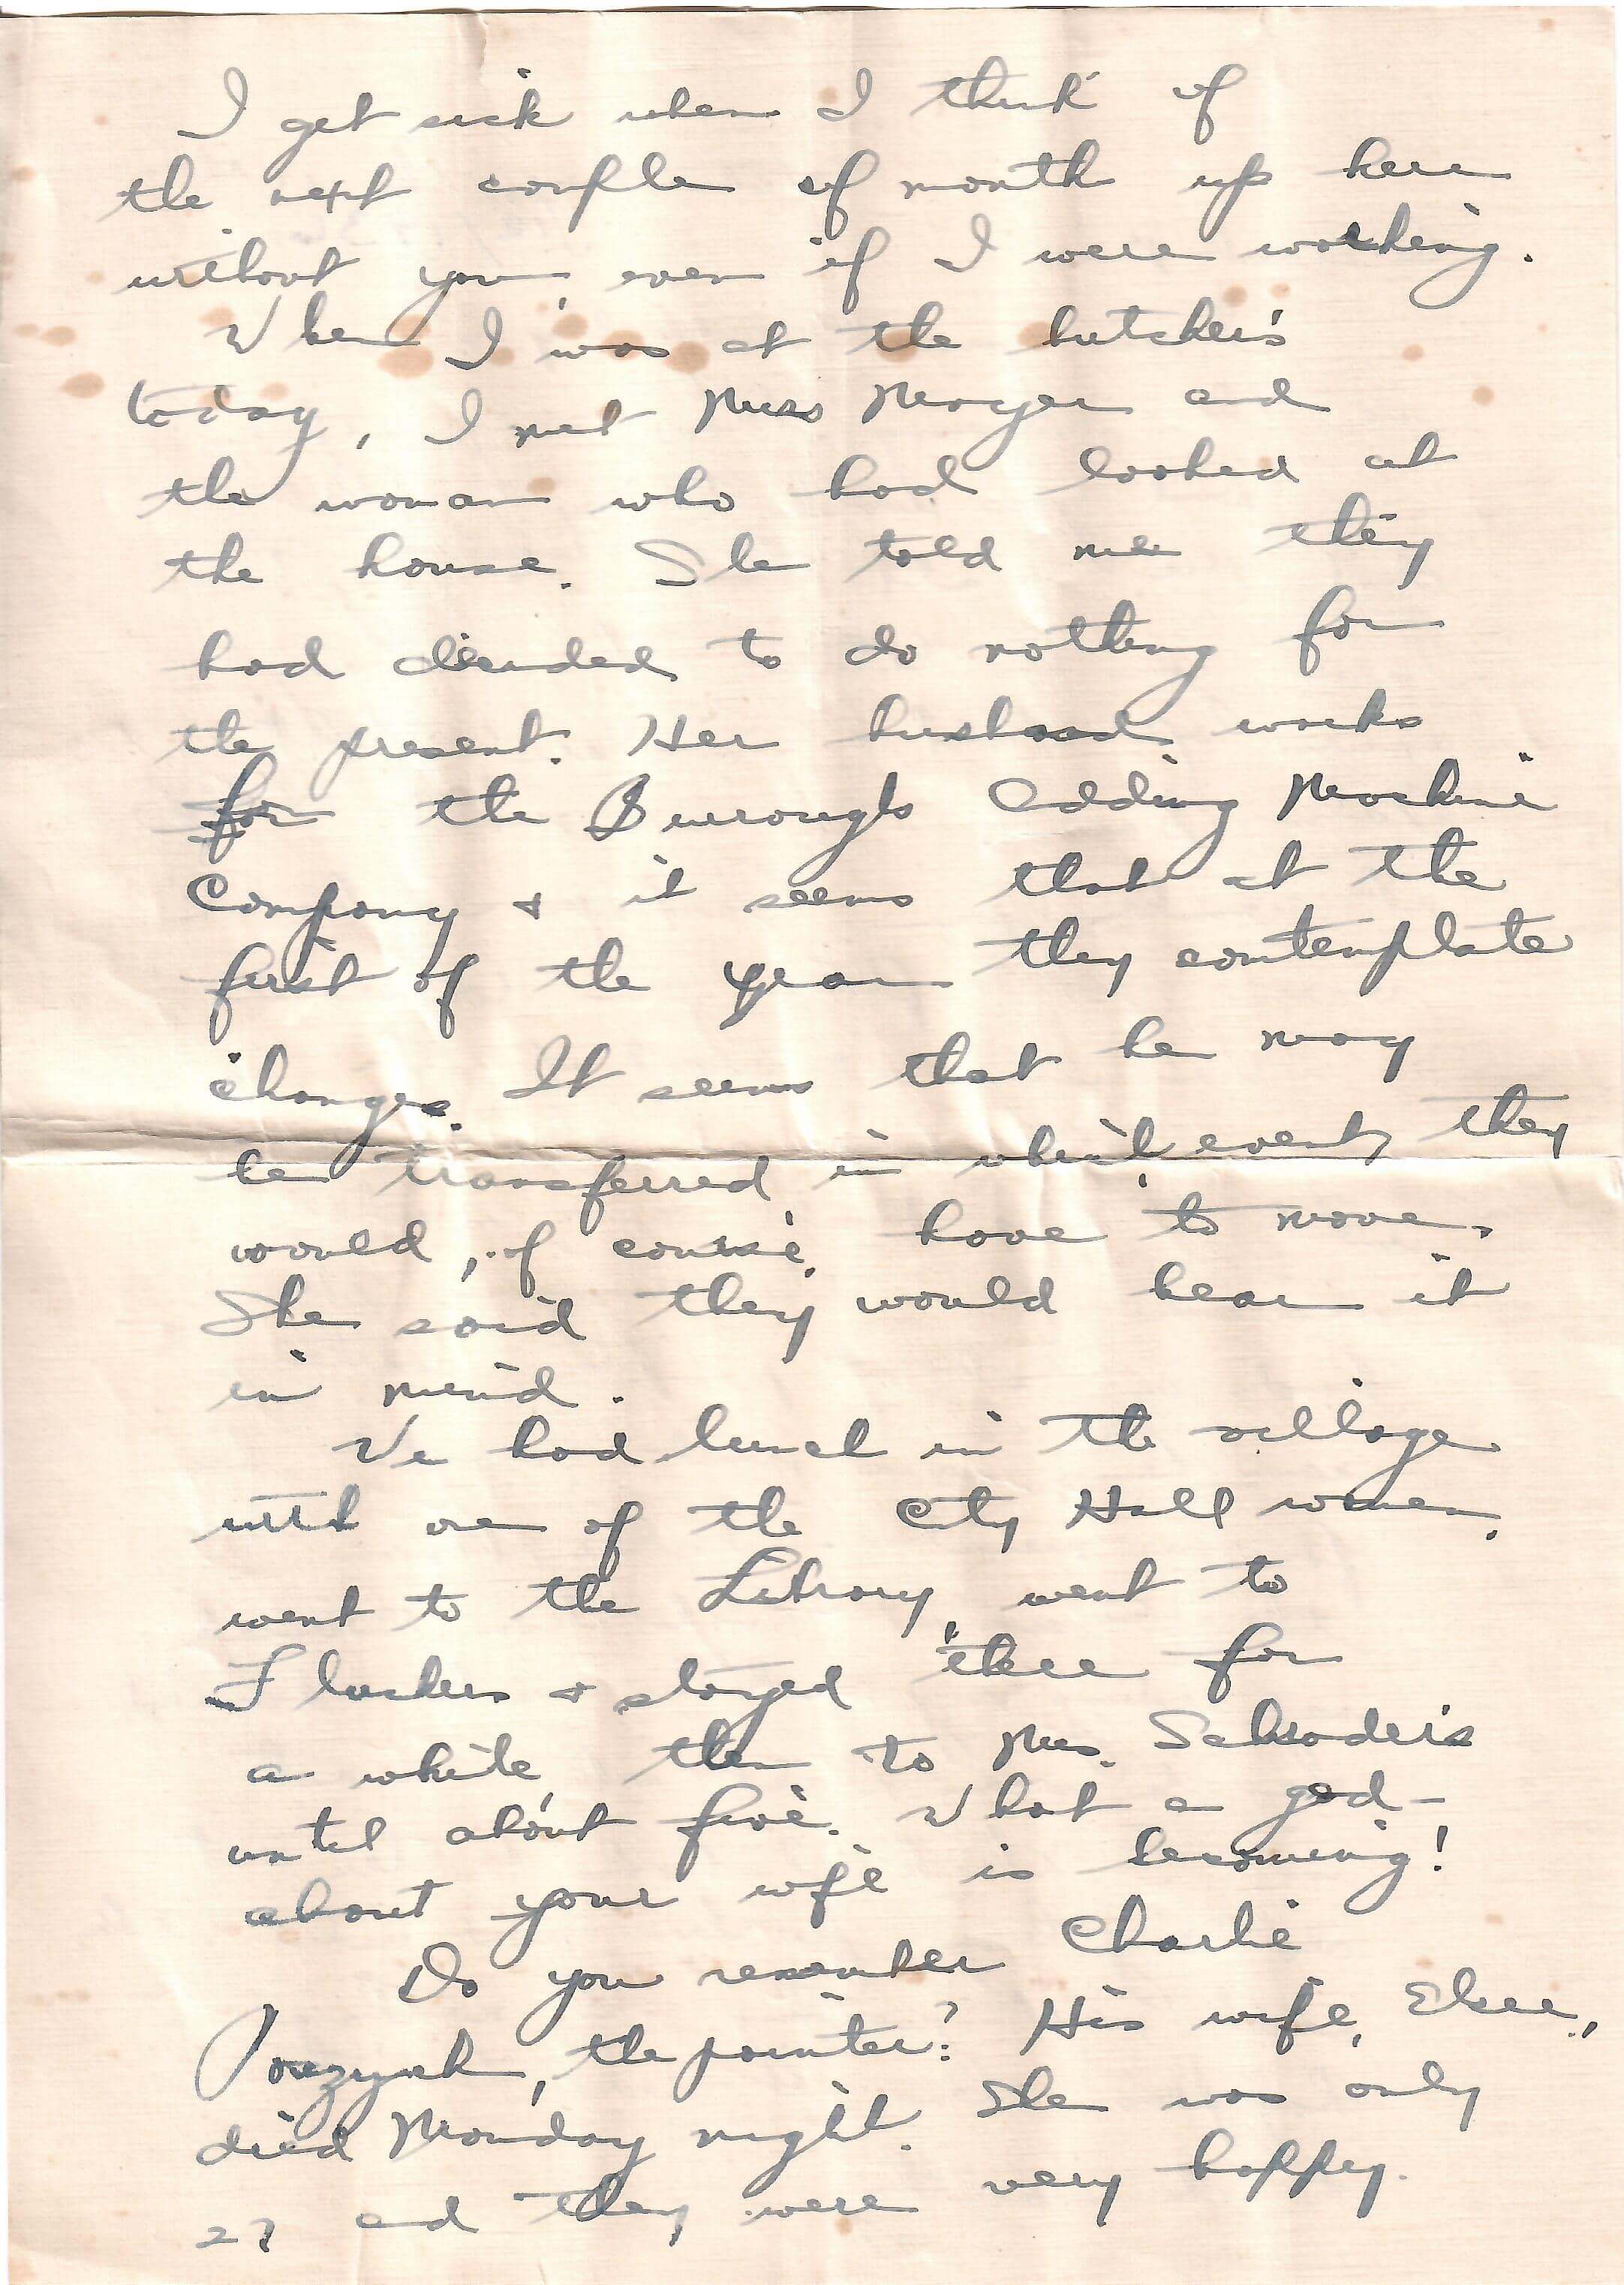 I get sick when I think of
the next couple of month up here
without you, even if I were working.
When I was at the butcher's
today, I met Miss Mayer and
the woman who had looked at
the house. She told me they
had decided to do nothing for
the present. Her husband works
for the Burroughs Adding Machine
Company + it seems that at the
first of the year they contemplate
changes. It seems that he may
be transferred in which event, they
would, of course, have to move.
She said they would bear it
in mind.
We had lunch in the village
with one of the City Hall women,
went to the Library, went to
+ stayed there for
a while, then to Mrs. Schroder's
until about five. What a gad-
about your wife is becoming!
Do you remember Charlie
, the painter? His wife, Elsie,
died Monday night. She was only
27 and they were very happy.